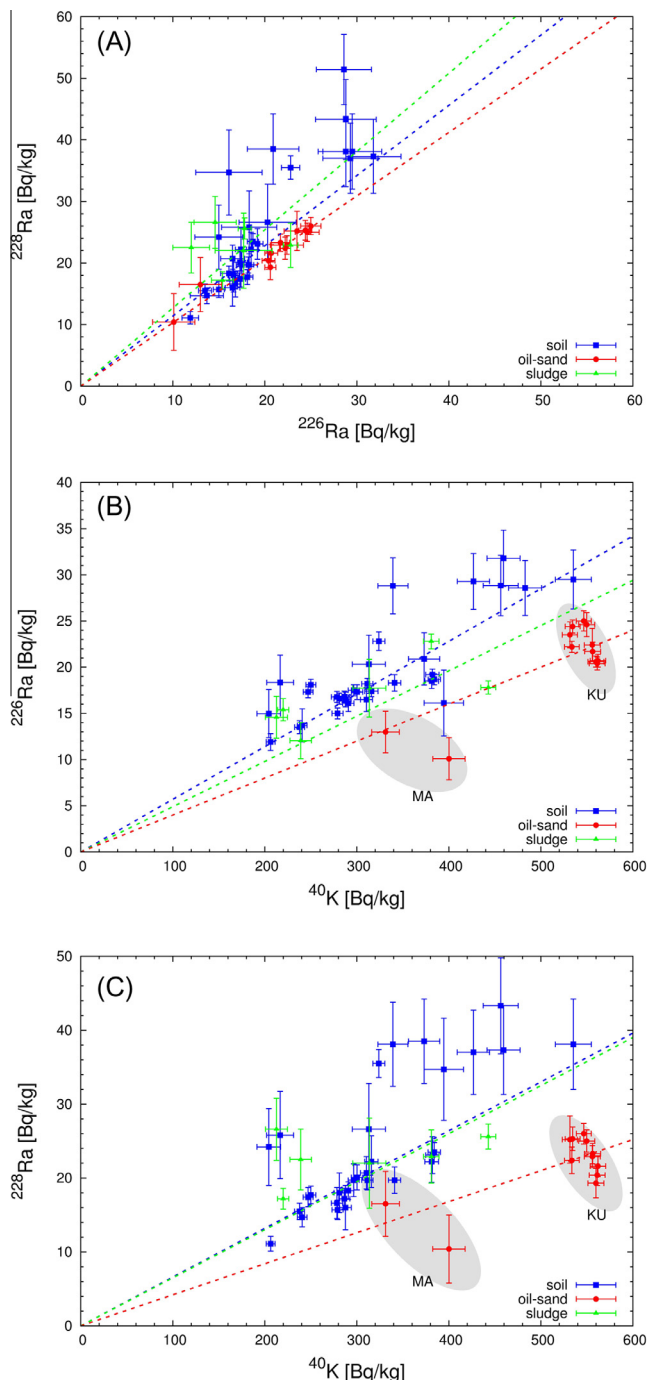 (A)
60
50
40
30
20
10
0
²²⁸Ra [Bq/kg]
soil
oil-sand
sludge
0 10 20 30 40 50 60
²²⁶Ra [Bq/kg]
(B)
40
35
30
25
20
15
10
5
0
²²⁶Ra [Bq/kg]
KU
MA
soil
oil-sand
sludge
0 100 200 300 400 500 600
⁴⁰K [Bq/kg]
(C)
50
40
30
20
10
0
²²⁸Ra [Bq/kg]
KU
MA
soil
oil-sand
sludge
0 100 200 300 400 500 600
⁴⁰K [Bq/kg]